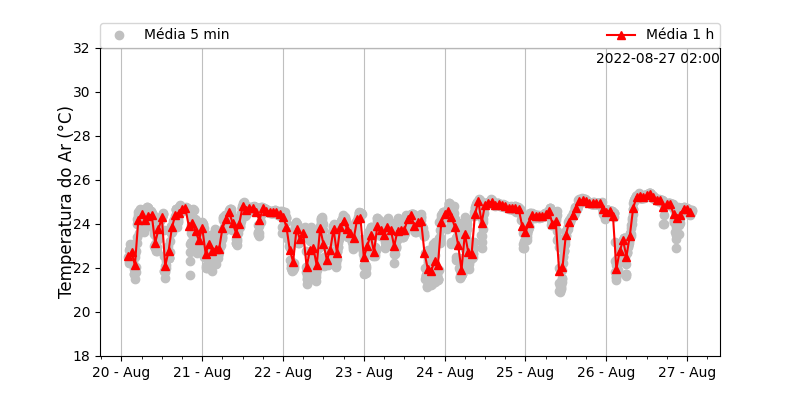 Média 5 min
Média 1 h
2022-08-27 02:00
Temperatura do Ar (°C)
32
30
28
26
24
22
20
18
20 - Aug
21 - Aug
22 - Aug
23 - Aug
24 - Aug
25 - Aug
26 - Aug
27 - Aug